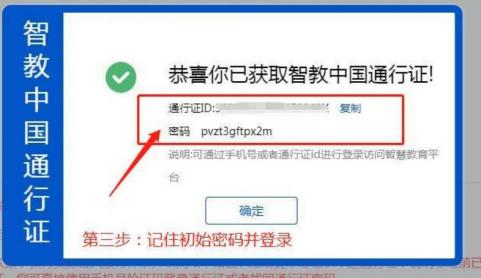 智教中国通行证
恭喜你已获取智教中国通行证!
通行证ID: 复制
密码 pvzt3gftpx2m
说明:可通过手机号或者通行证id进行登录访问智慧教育平
台
确定
第三步：记住初始密码并登录